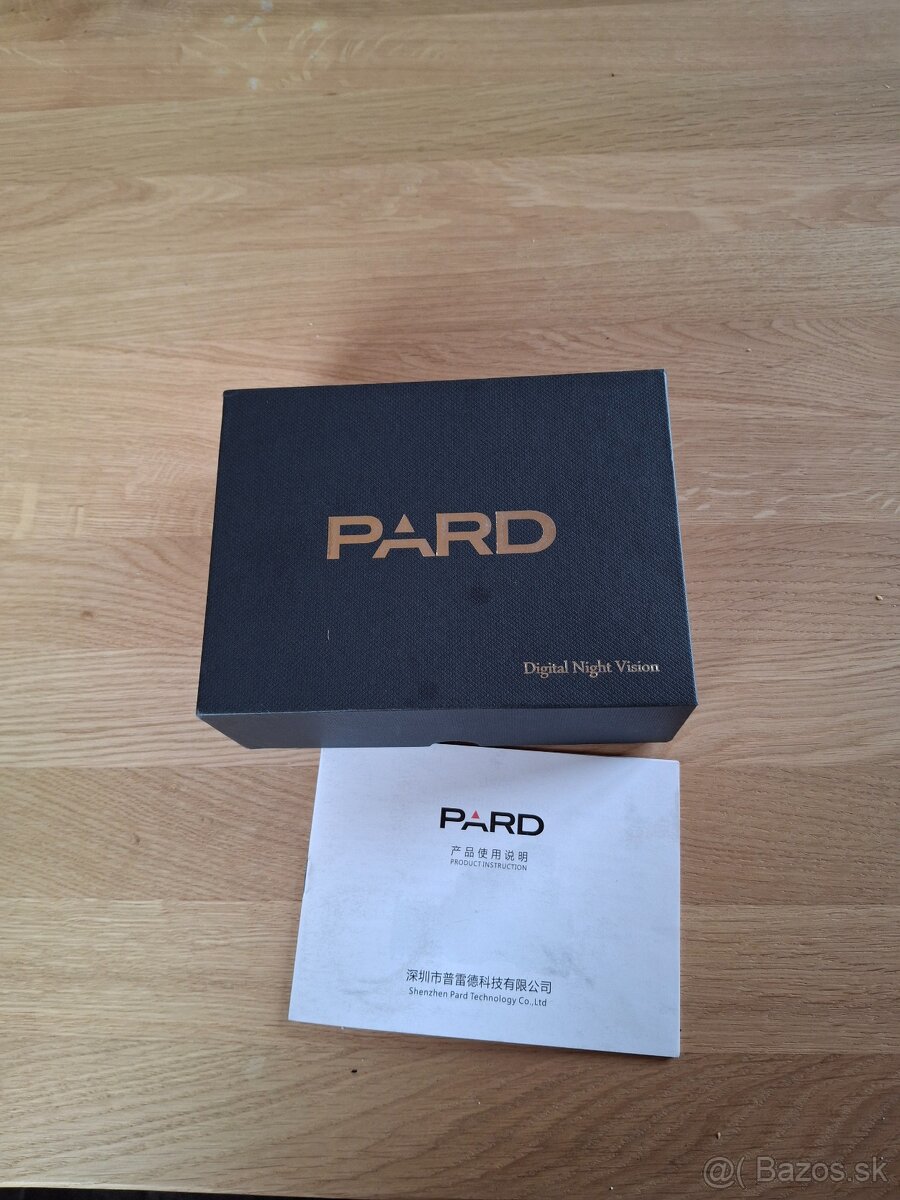 PARD
Digital Night Vision
PARD
产品使用说明
PRODUCT INSTRUCTION
深圳市普雷德科技有限公司
Shenzhen Pard Technology Co.,Ltd
@( Bazos.sk